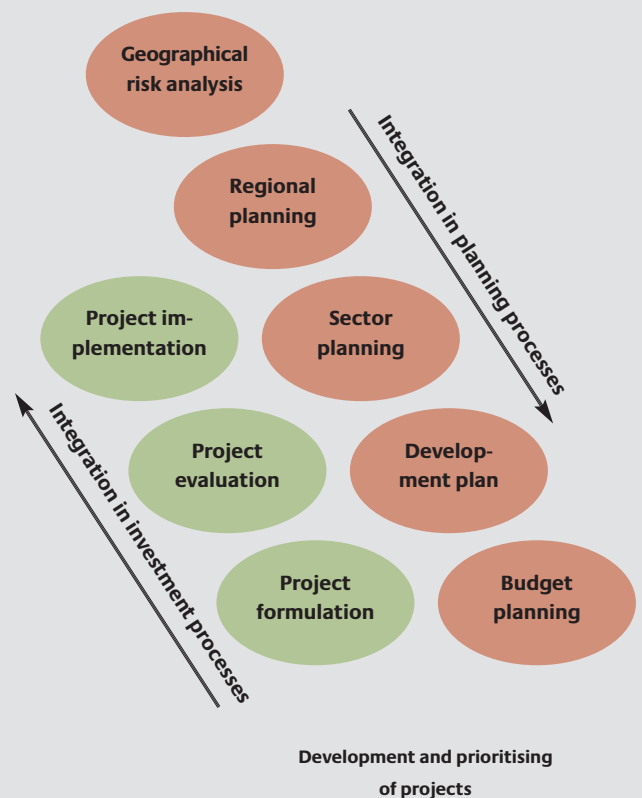 Geographical
risk analysis
Integration in planning processes
Regional
planning
Project im-
plementation
Sector
planning
Integration in investment processes
Project
evaluation
Develop-
ment plan
Project
formulation
Budget
planning
Development and prioritising
of projects